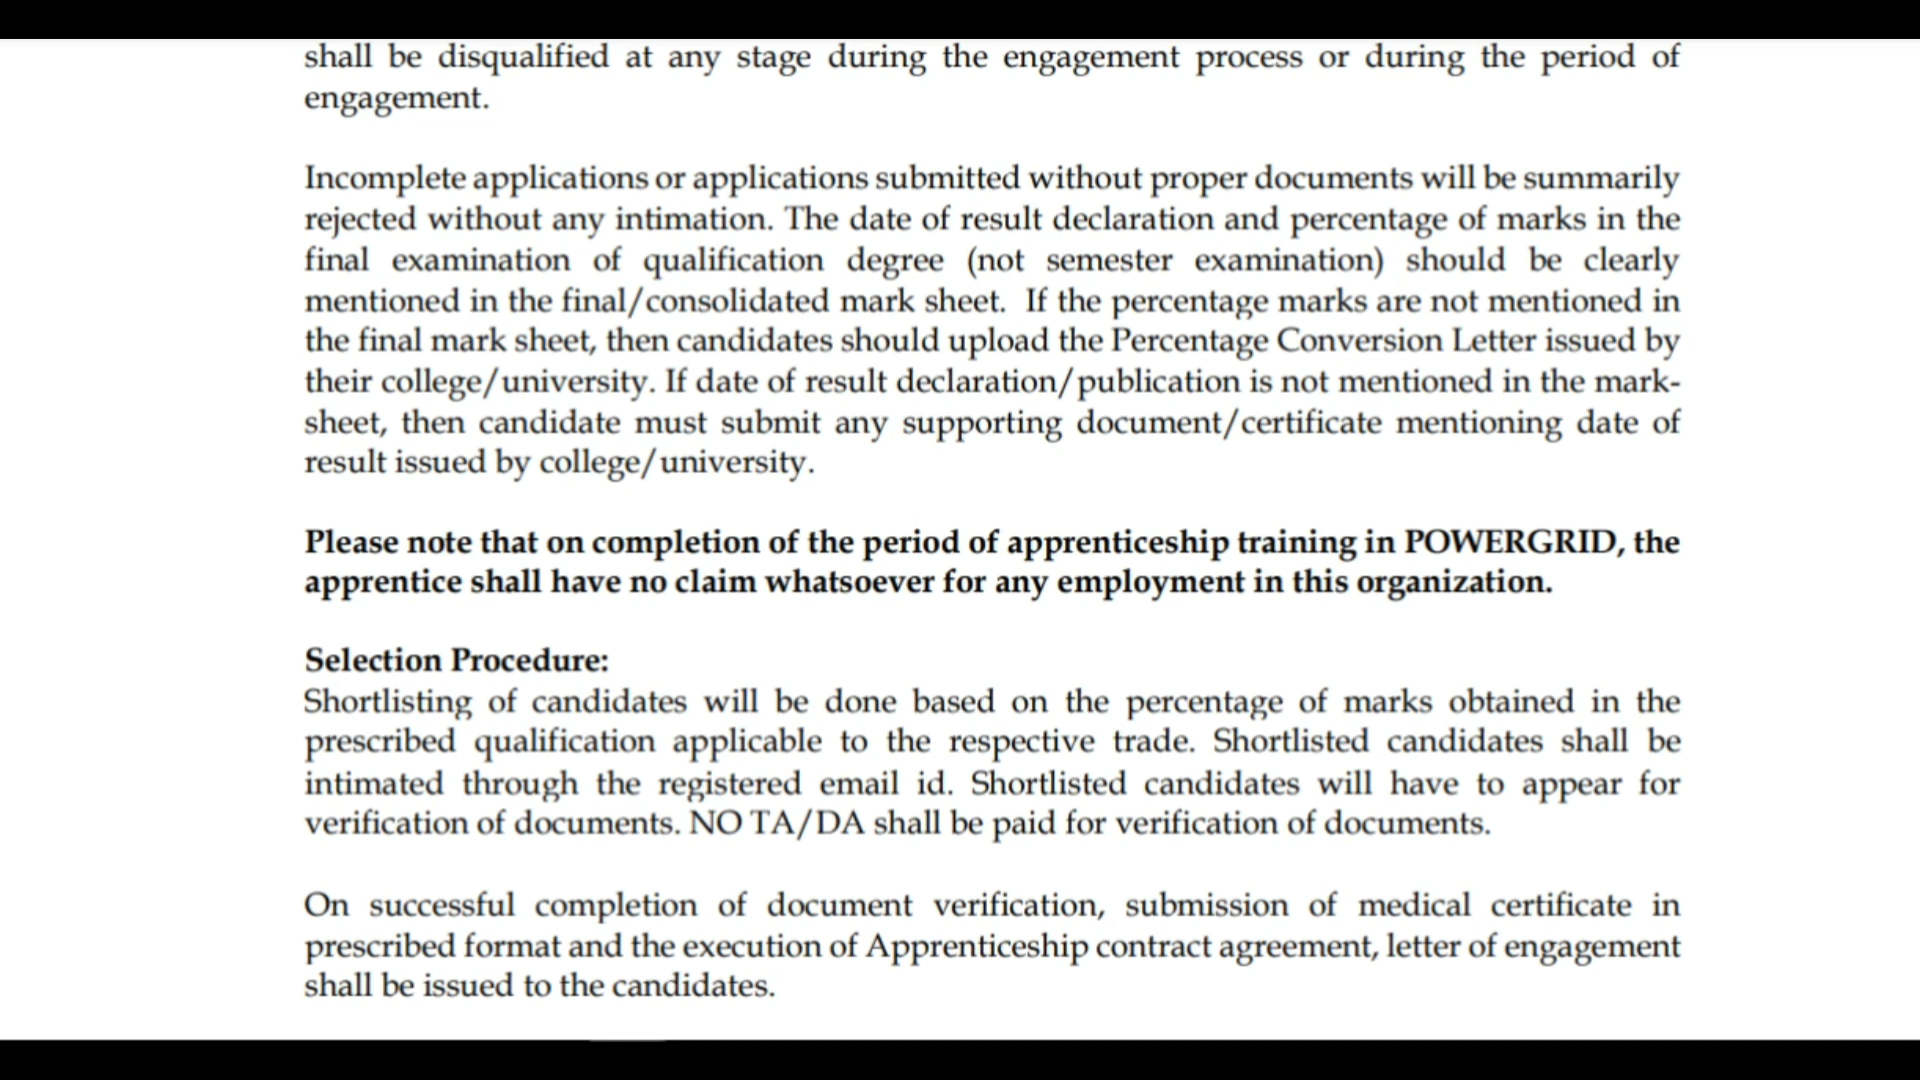 shall be disqualified at any stage during the engagement process or during the period of
engagement.
Incomplete applications or applications submitted without proper documents will be summarily
rejected without any intimation. The date of result declaration and percentage of marks in the
final examination of qualification degree (not semester examination) should be clearly
mentioned in the final/consolidated mark sheet.  If the percentage marks are not mentioned in
the final mark sheet, then candidates should upload the Percentage Conversion Letter issued by
their college/university. If date of result declaration/publication is not mentioned in the mark-
sheet, then candidate must submit any supporting document/certificate mentioning date of
result issued by college/university.
Please note that on completion of the period of apprenticeship training in POWERGRID, the
apprentice shall have no claim whatsoever for any employment in this organization.
Selection Procedure:
Shortlisting of candidates will be done based on the percentage of marks obtained in the
prescribed qualification applicable to the respective trade. Shortlisted candidates shall be
intimated through the registered email id. Shortlisted candidates will have to appear for
verification of documents. NO TA/DA shall be paid for verification of documents.
On successful completion of document verification, submission of medical certificate in
prescribed format and the execution of Apprenticeship contract agreement, letter of engagement
shall be issued to the candidates.